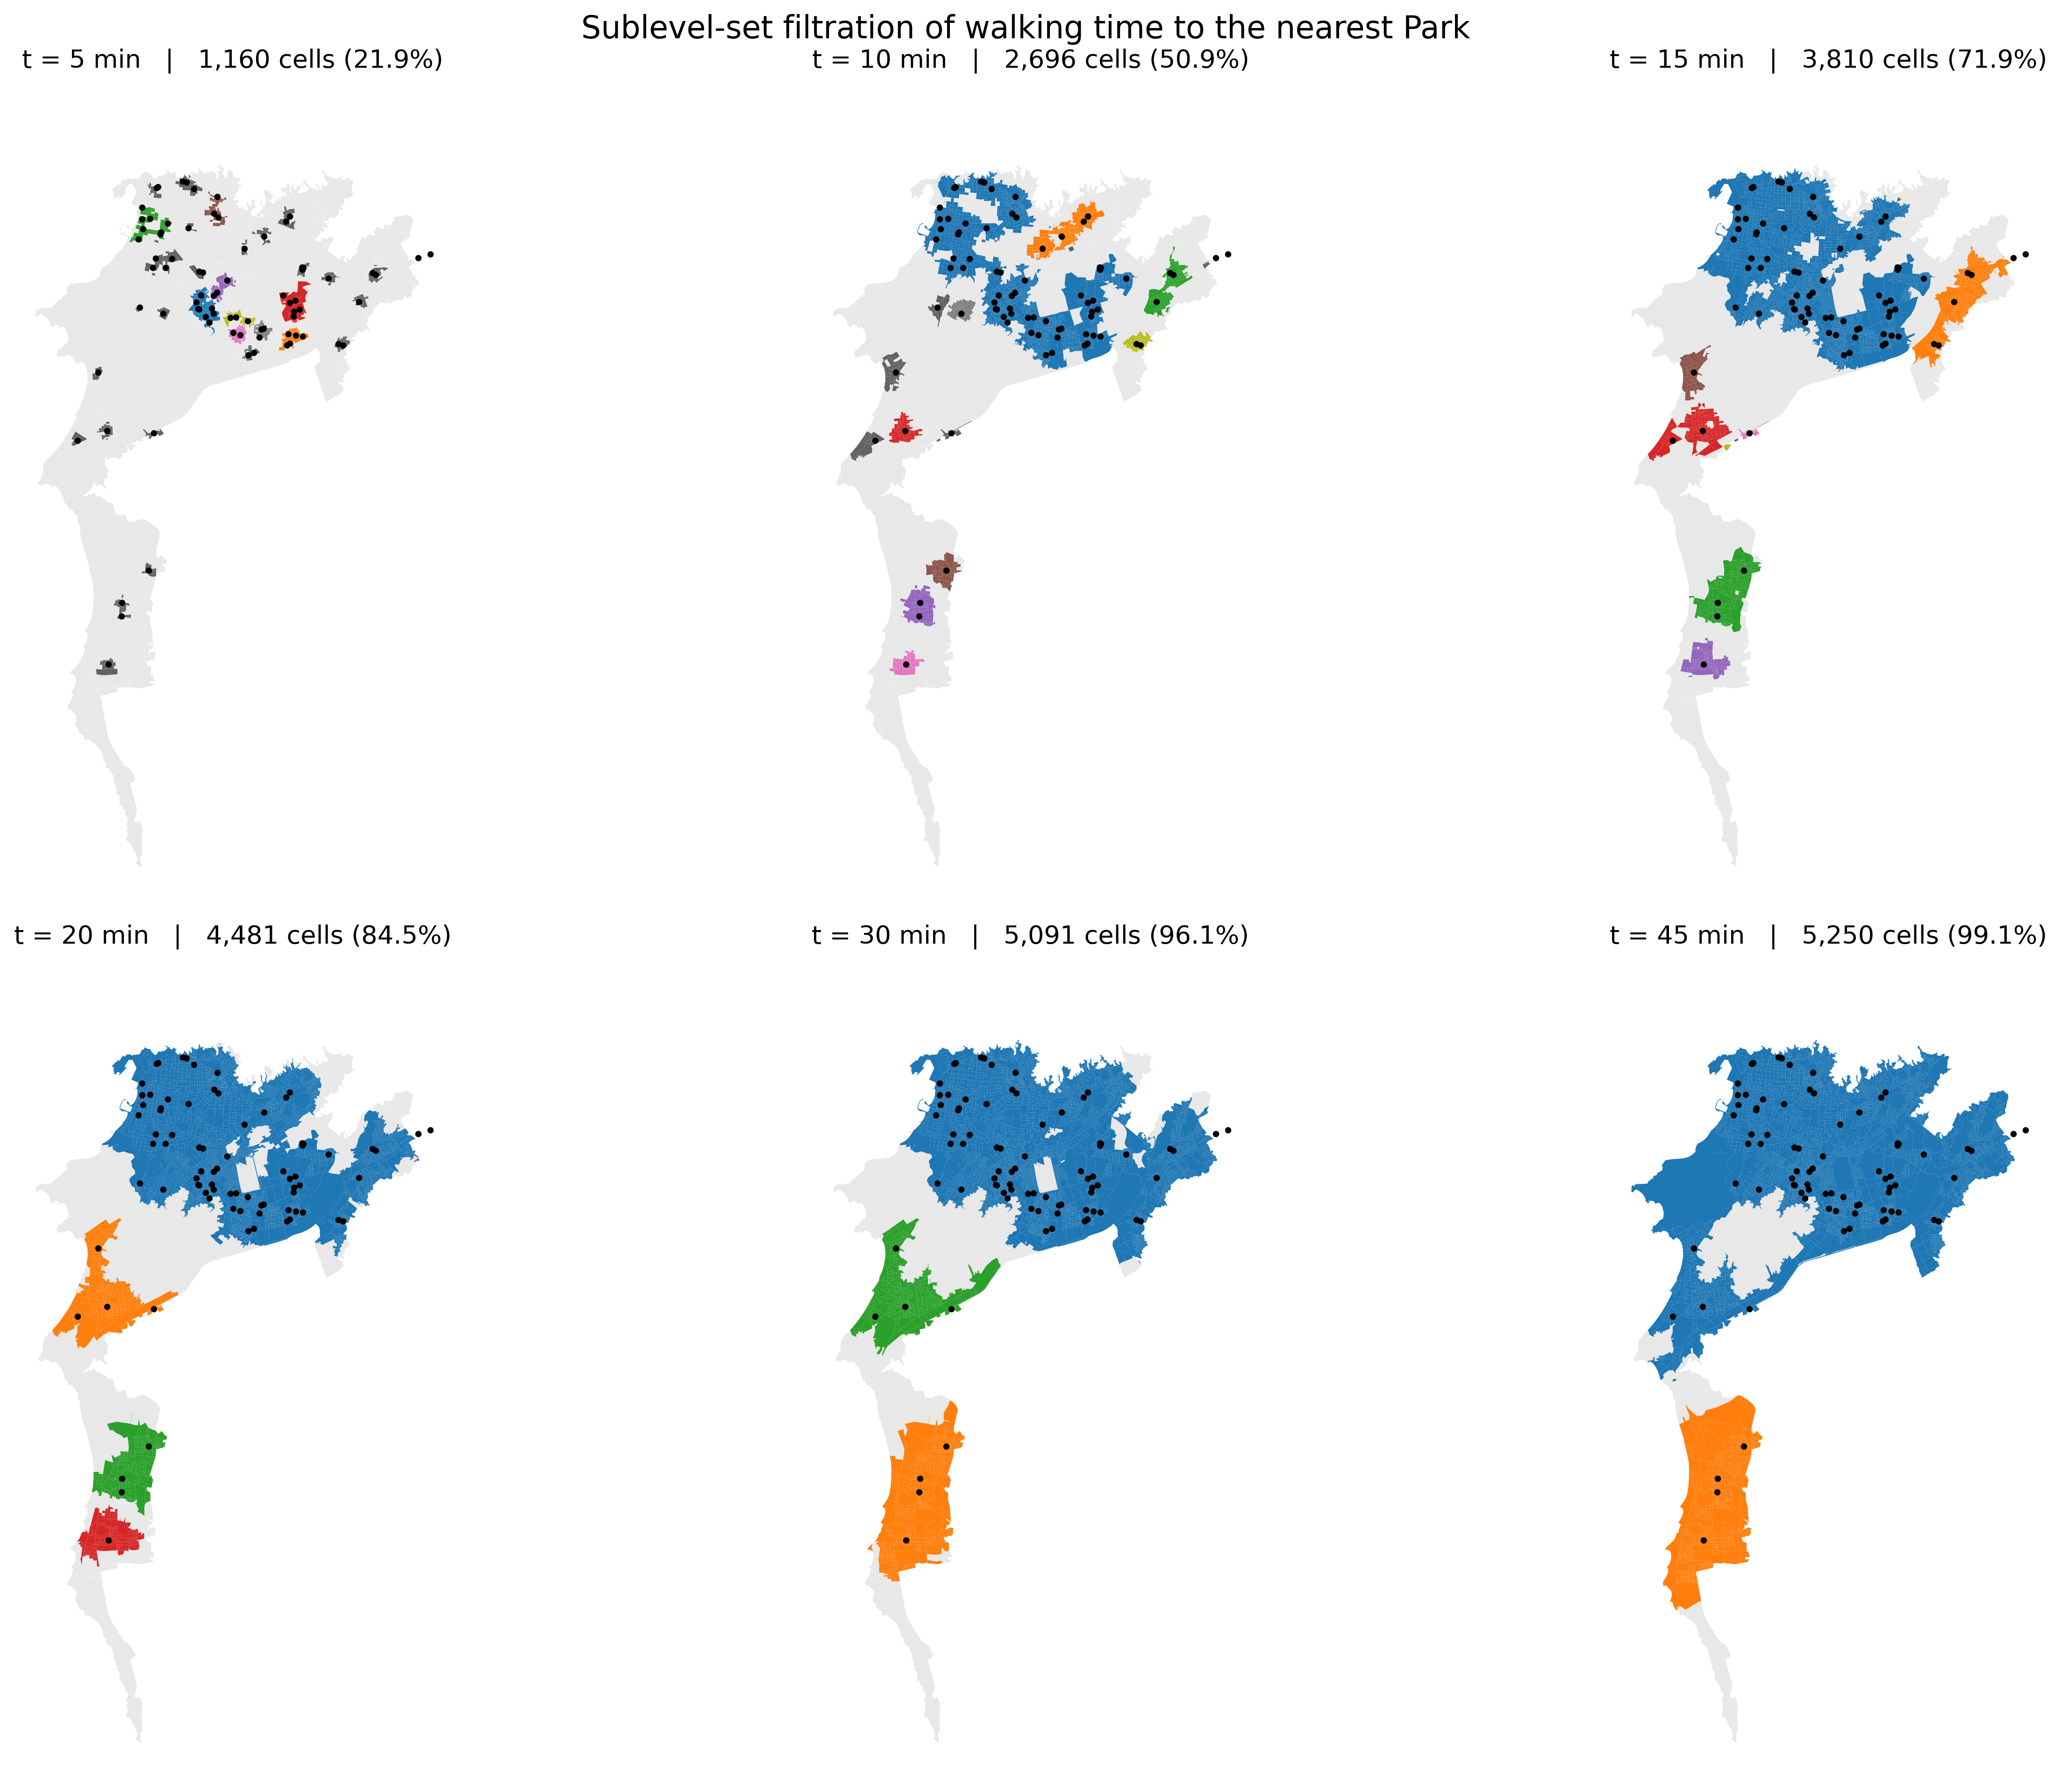 Sublevel-set filtration of walking time to the nearest Park
t = 5 min | 1,160 cells (21.9%)
t = 10 min | 2,696 cells (50.9%)
t = 15 min | 3,810 cells (71.9%)
t = 20 min | 4,481 cells (84.5%)
t = 30 min | 5,091 cells (96.1%)
t = 45 min | 5,250 cells (99.1%)